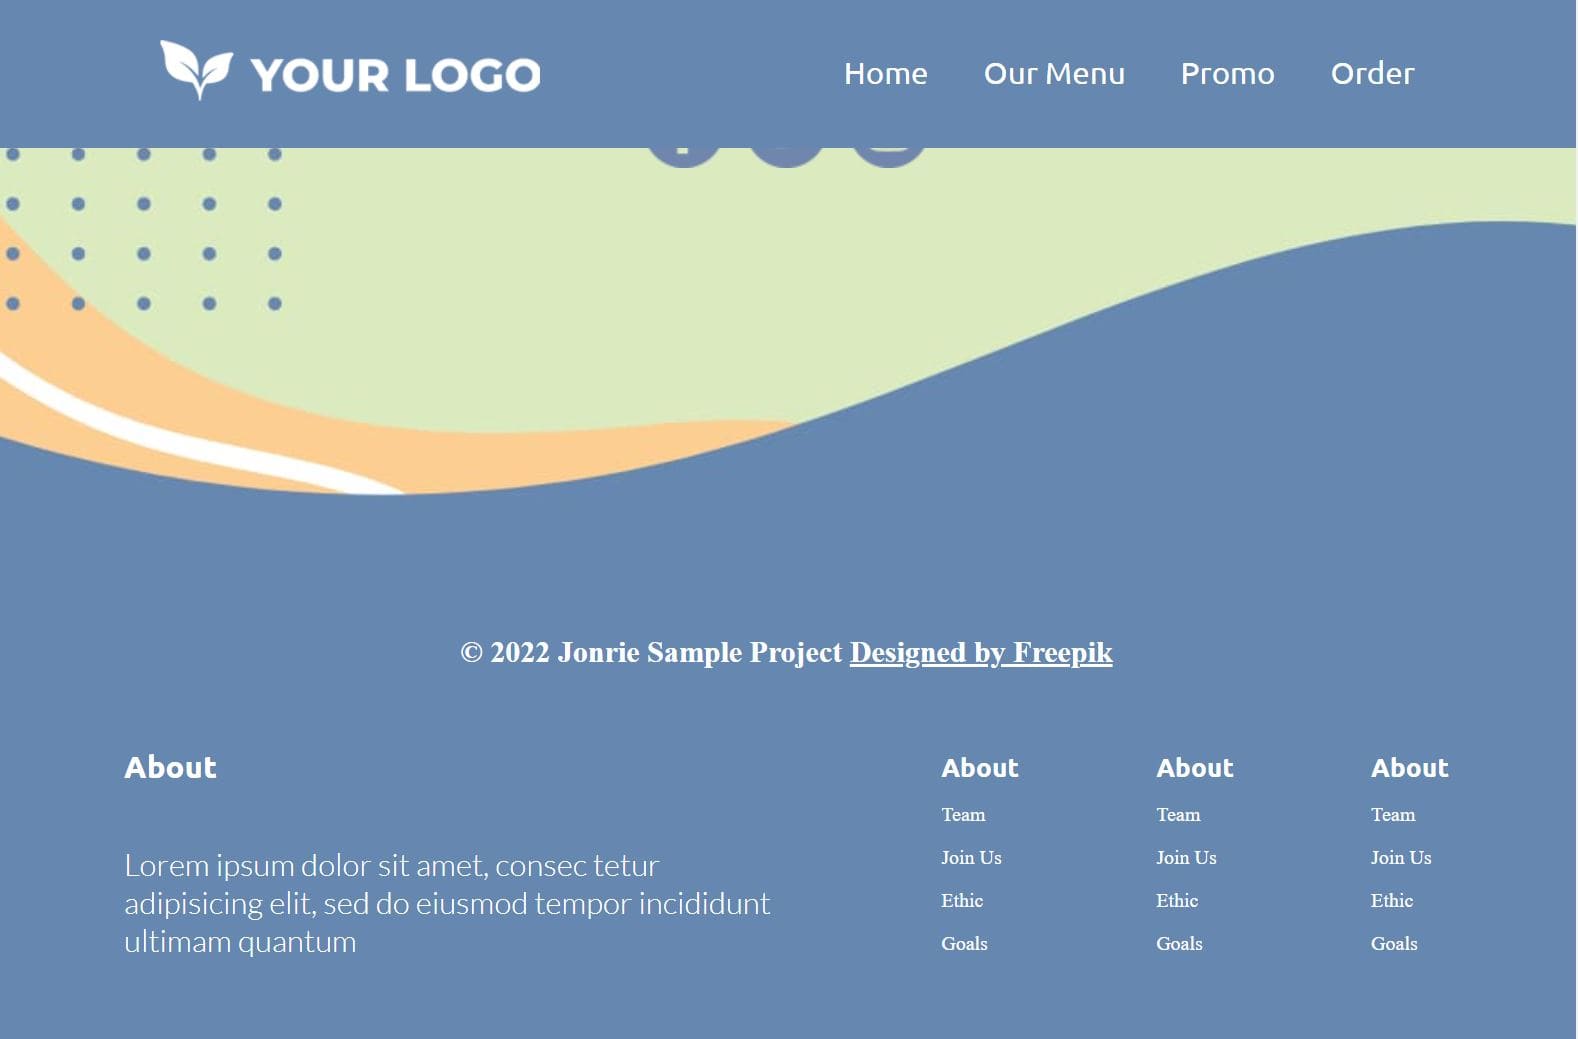 YOUR LOGO
Home Our Menu Promo Order
© 2022 Jonrie Sample Project Designed by Freepik
About
Lorem ipsum dolor sit amet, consec tetur
adipisicing elit, sed do eiusmod tempor incididunt
ultimam quantum
About
Team
Join Us
Ethic
Goals
About
Team
Join Us
Ethic
Goals
About
Team
Join Us
Ethic
Goals